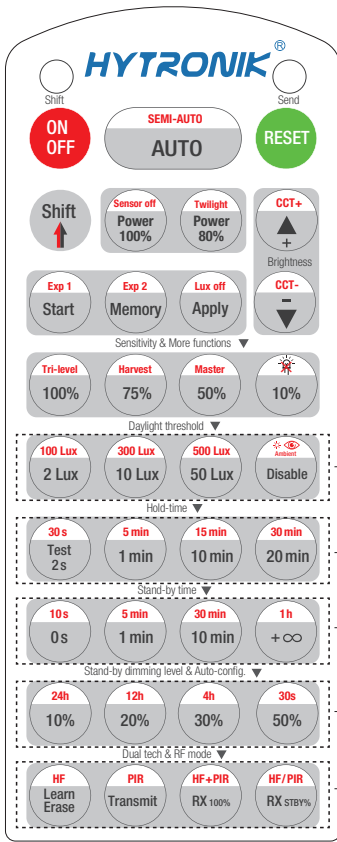 HYTRONIK®
Shift
Send
ON
OFF
SEMI-AUTO
AUTO
RESET
Shift
Sensor off
Power
100%
Twilight
Power
80%
CCT+
+
Brightness
CCT-
-
Exp 1
Start
Exp 2
Memory
Lux off
Apply
Sensitivity & More functions ▼
Tri-level
100%
Harvest
75%
Master
50%
10%
Daylight threshold ▼
100 Lux
2 Lux
300 Lux
10 Lux
500 Lux
50 Lux
Ambient
Disable
Hold-time ▼
30 s
Test
2 s
5 min
1 min
15 min
10 min
30 min
20 min
Stand-by time ▼
10 s
0 s
5 min
1 min
30 min
10 min
1 h
+∞
Stand-by dimming level & Auto-config. ▼
24h
10%
12h
20%
4h
30%
30s
50%
Dual tech & RF mode ▼
HF
Learn
Erase
PIR
Transmit
HF+PIR
RX 100%
HF/PIR
RX STBY%